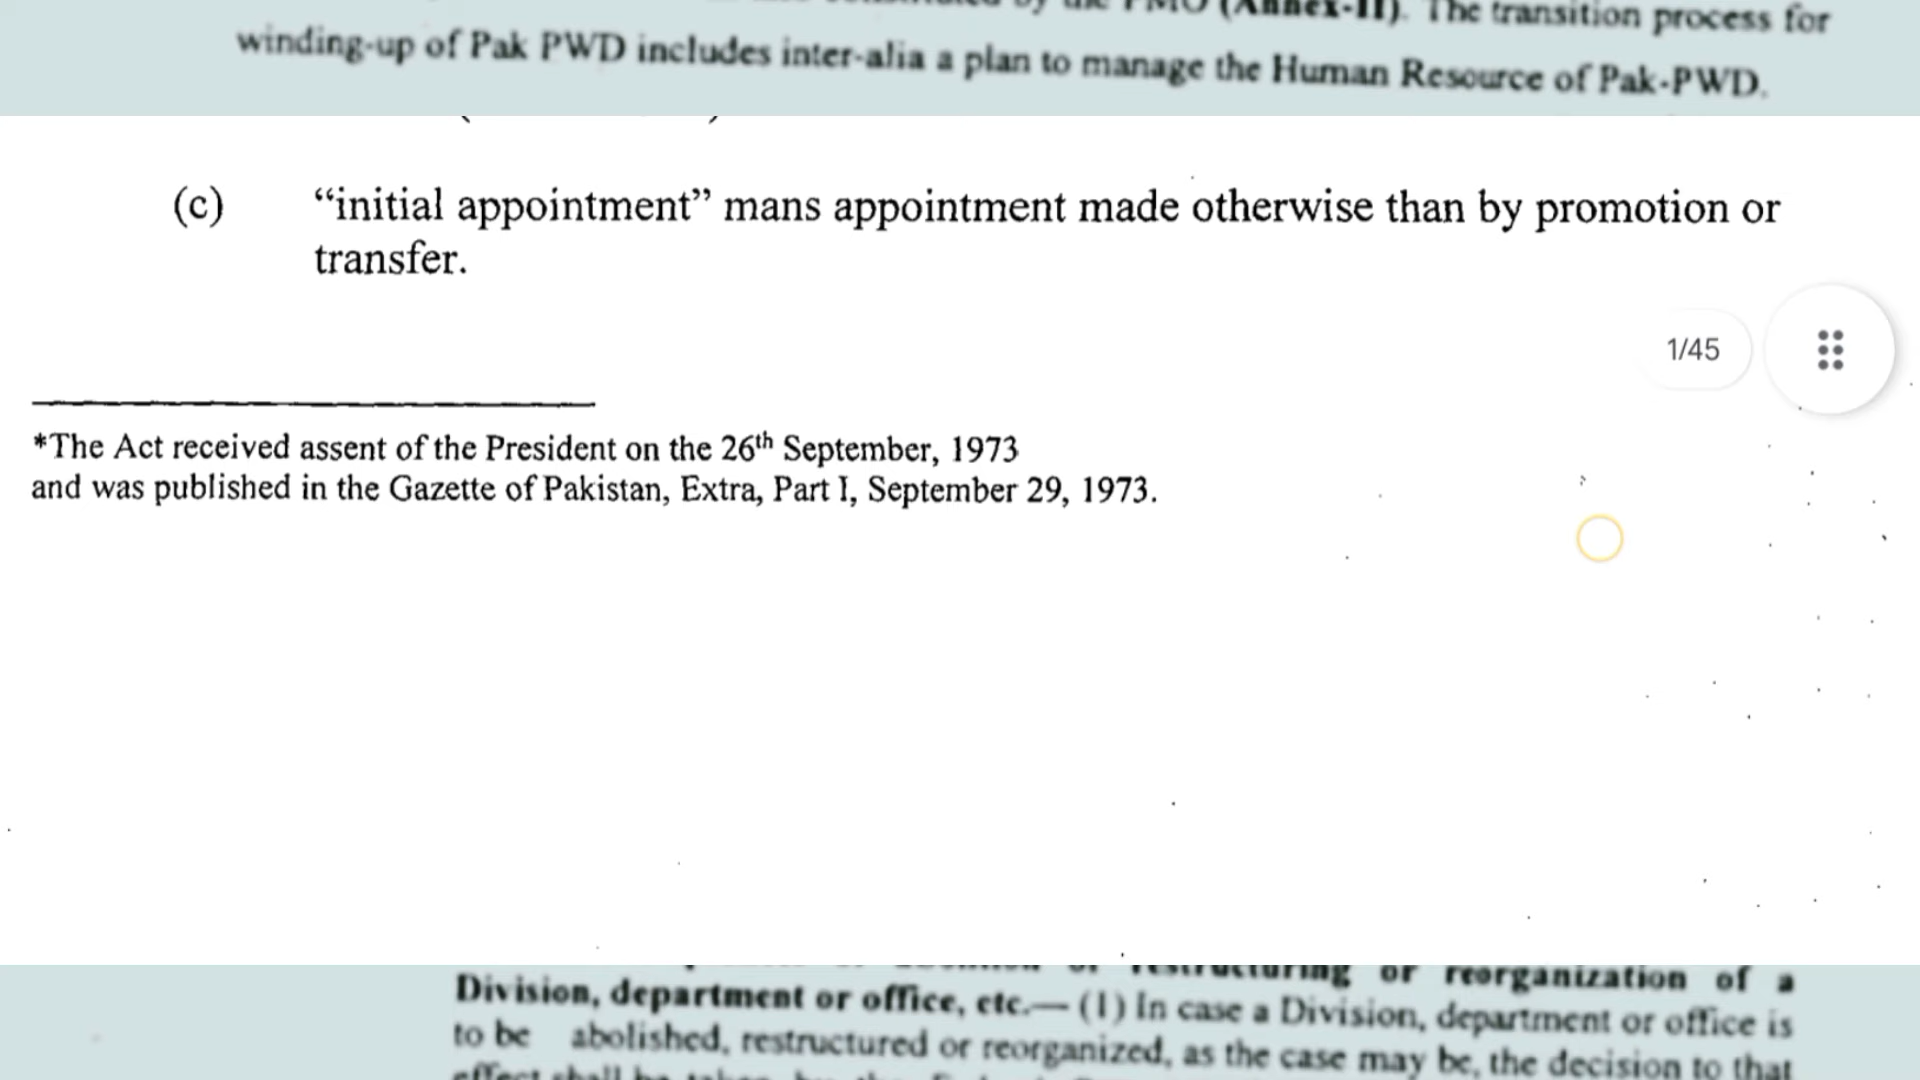 (Annex-II). The transition process for
winding-up of Pak PWD includes inter-alia a plan to manage the Human Resource of Pak-PWD.
(c) “initial appointment” mans appointment made otherwise than by promotion or
transfer.
1/45
*The Act received assent of the President on the 26th September, 1973
and was published in the Gazette of Pakistan, Extra, Part I, September 29, 1973.
or restructuring or reorganization of a
Division, department or office, etc.— (1) In case a Division, department or office is
to be abolished, restructured or reorganized, as the case may be, the decision to that